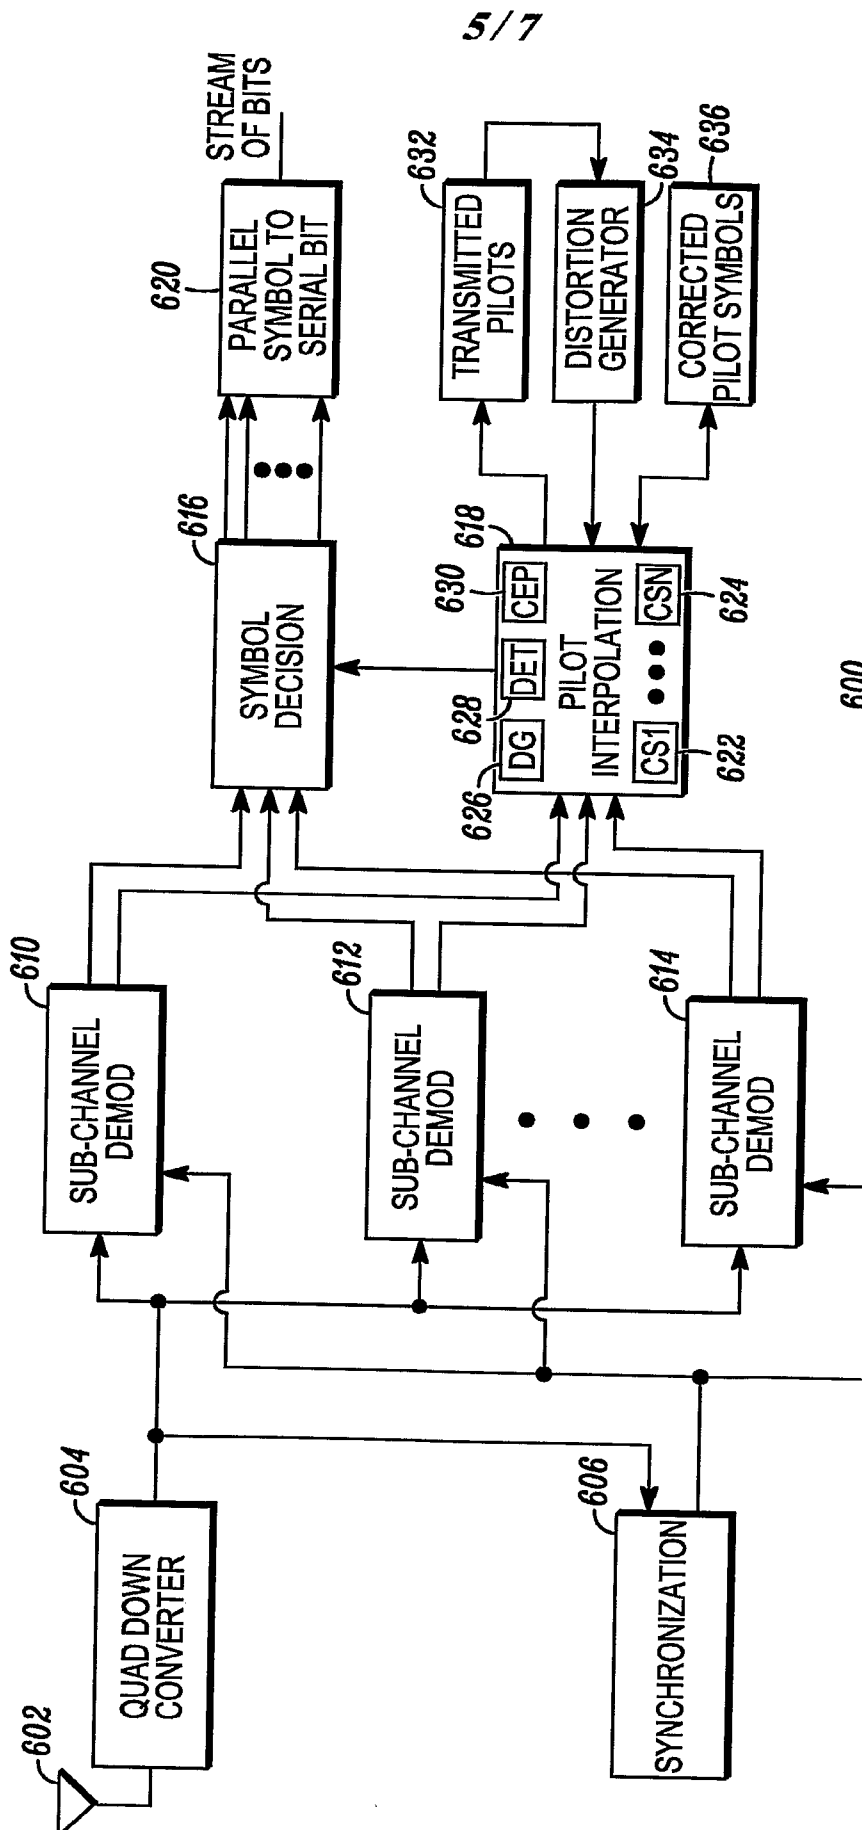 5/7
STREAM
OF BITS
620
PARALLEL
SYMBOL TO
SERIAL BIT
616
SYMBOL
DECISION
632
TRANSMITTED
PILOTS
634
DISTORTION
GENERATOR
636
CORRECTED
PILOT SYMBOLS
618
630
CEP
628
DET
626
DG
PILOT
INTERPOLATION
CS1
622
CSN
624
610
SUB-CHANNEL
DEMOD
612
SUB-CHANNEL
DEMOD
614
SUB-CHANNEL
DEMOD
602
604
QUAD DOWN
CONVERTER
606
SYNCHRONIZATION
600